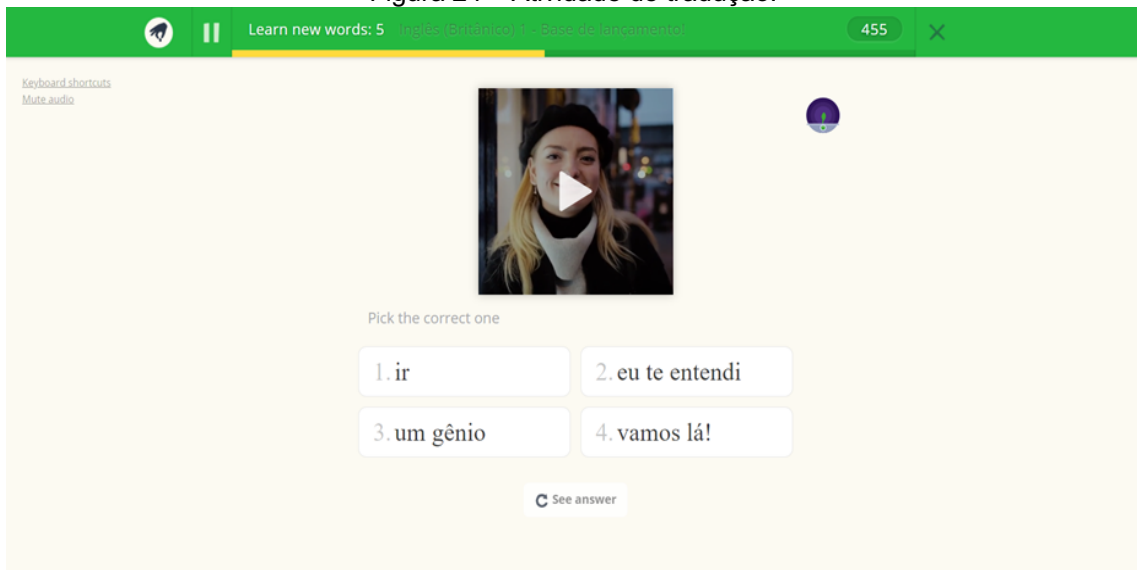 Figura 24 – Atividade de tradução.
Learn new words: 5 Inglês (Britânico) 1 - Base de lançamento! 455
Keyboard shortcuts
Mute audio
Pick the correct one
1. ir
2. eu te entendi
3. um gênio
4. vamos lá!
See answer